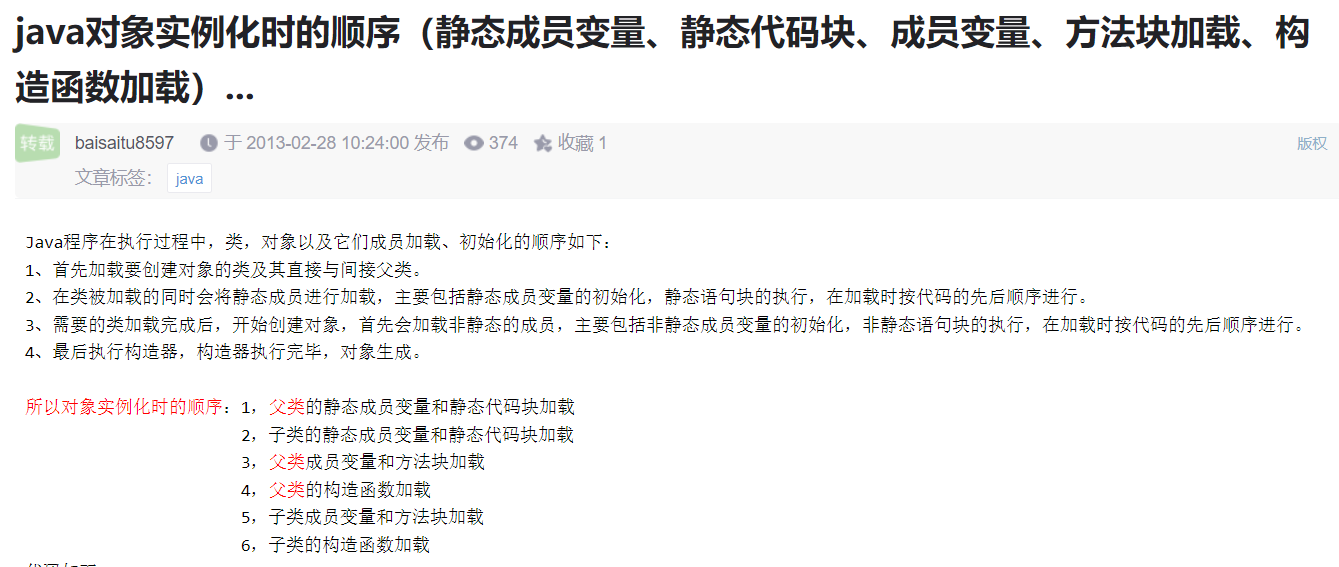 java对象实例化时的顺序（静态成员变量、静态代码块、成员变量、方法块加载、构
造函数加载）...
转载 baisaitu8597 于 2013-02-28 10:24:00 发布 374 收藏 1 版权
文章标签： java
Java程序在执行过程中，类，对象以及它们成员加载、初始化的顺序如下：
1、首先加载要创建对象的类及其直接与间接父类。
2、在类被加载的同时会将静态成员进行加载，主要包括静态成员变量的初始化，静态语句块的执行，在加载时按代码的先后顺序进行。
3、需要的类加载完成后，开始创建对象，首先会加载非静态的成员，主要包括非静态成员变量的初始化，非静态语句块的执行，在加载时按代码的先后顺序进行。
4、最后执行构造器，构造器执行完毕，对象生成。
所以对象实例化时的顺序：1，父类的静态成员变量和静态代码块加载
2，子类的静态成员变量和静态代码块加载
3，父类成员变量和方法块加载
4，父类的构造函数加载
5，子类成员变量和方法块加载
6，子类的构造函数加载